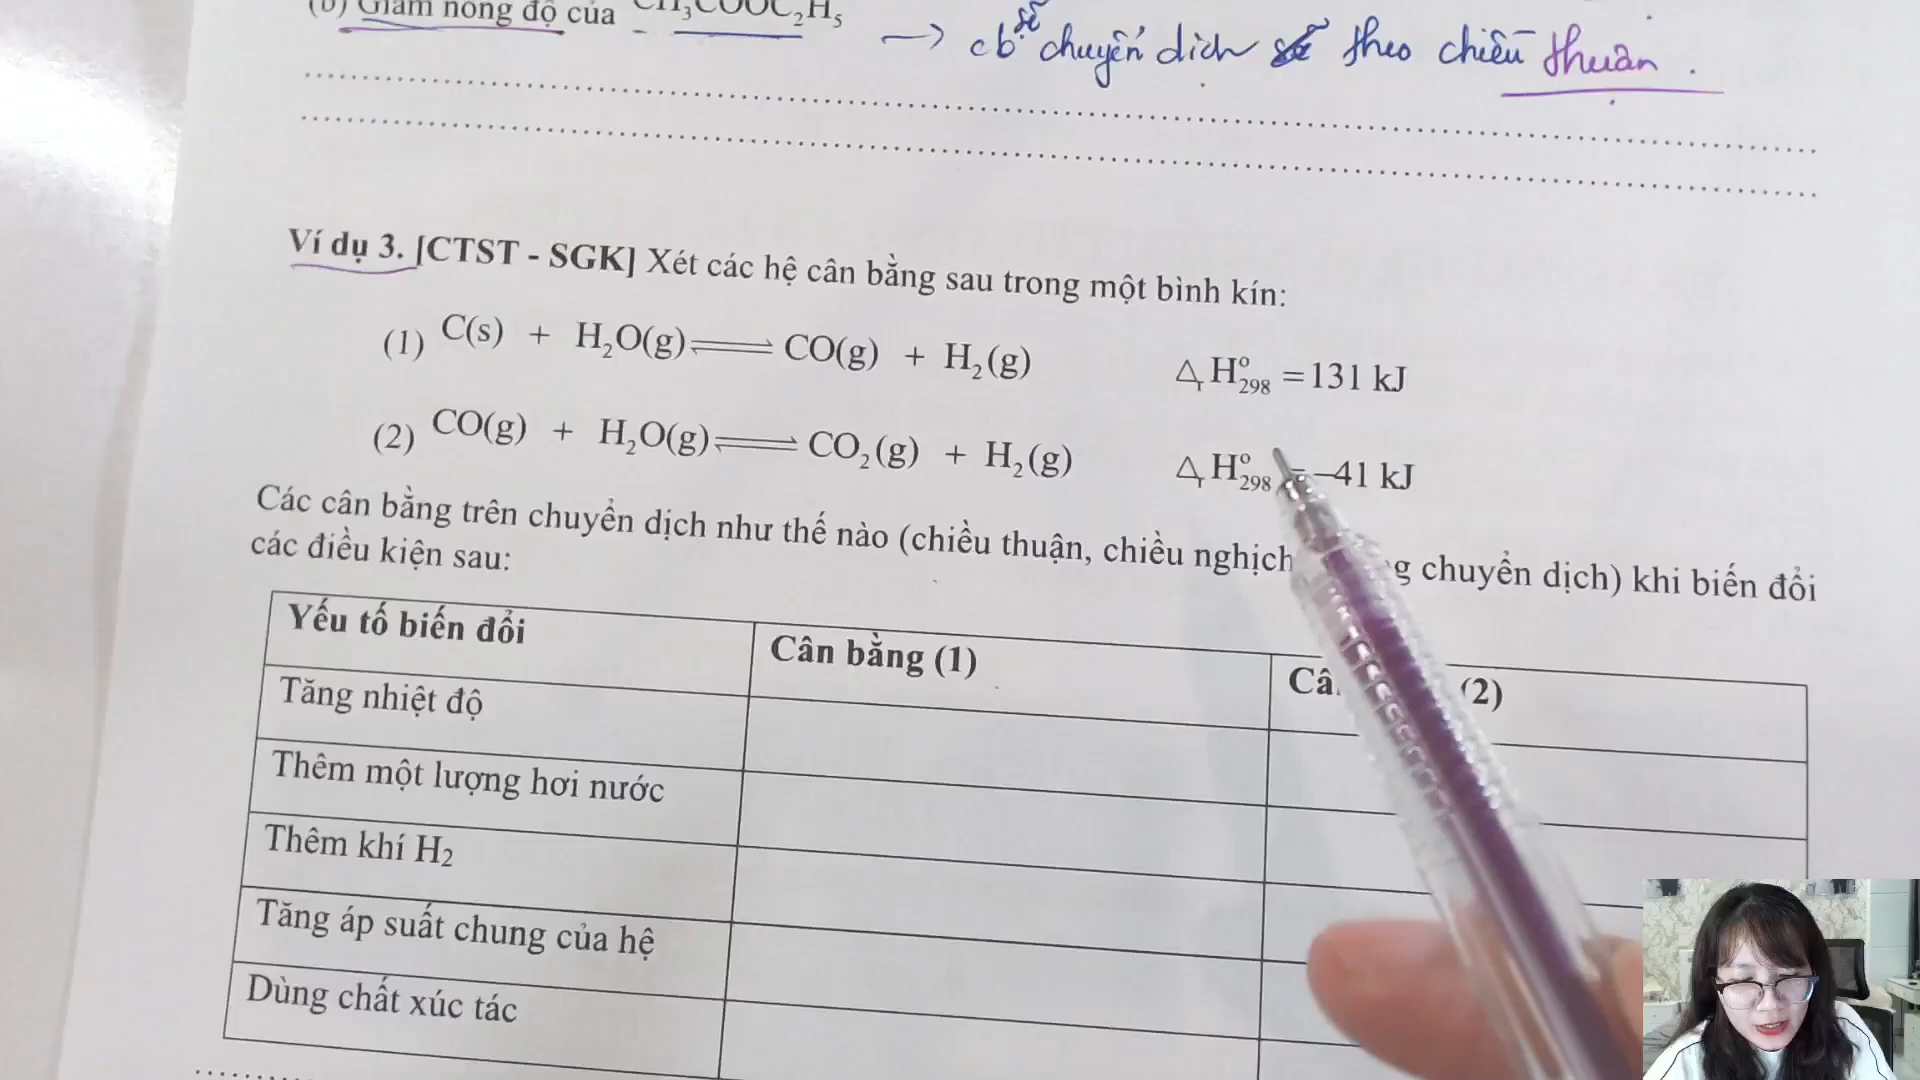 (b) Giảm nồng độ của CH₃COOC₂H₅ → cb sẽ chuyển dịch theo chiều thuận.
Ví dụ 3. [CTST - SGK] Xét các hệ cân bằng sau trong một bình kín:
(1) C(s) + H₂O(g) ⇌ CO(g) + H₂(g) ΔᵣH°₂₉₈ = 131 kJ
(2) CO(g) + H₂O(g) ⇌ CO₂(g) + H₂(g) ΔᵣH°₂₉₈ = –41 kJ
Các cân bằng trên chuyển dịch như thế nào (chiều thuận, chiều nghịch chuyển dịch) khi biến đổi
các điều kiện sau:
Yếu tố biến đổi Cân bằng (1) (2)
Tăng nhiệt độ
Thêm một lượng hơi nước
Thêm khí H₂
Tăng áp suất chung của hệ
Dùng chất xúc tác